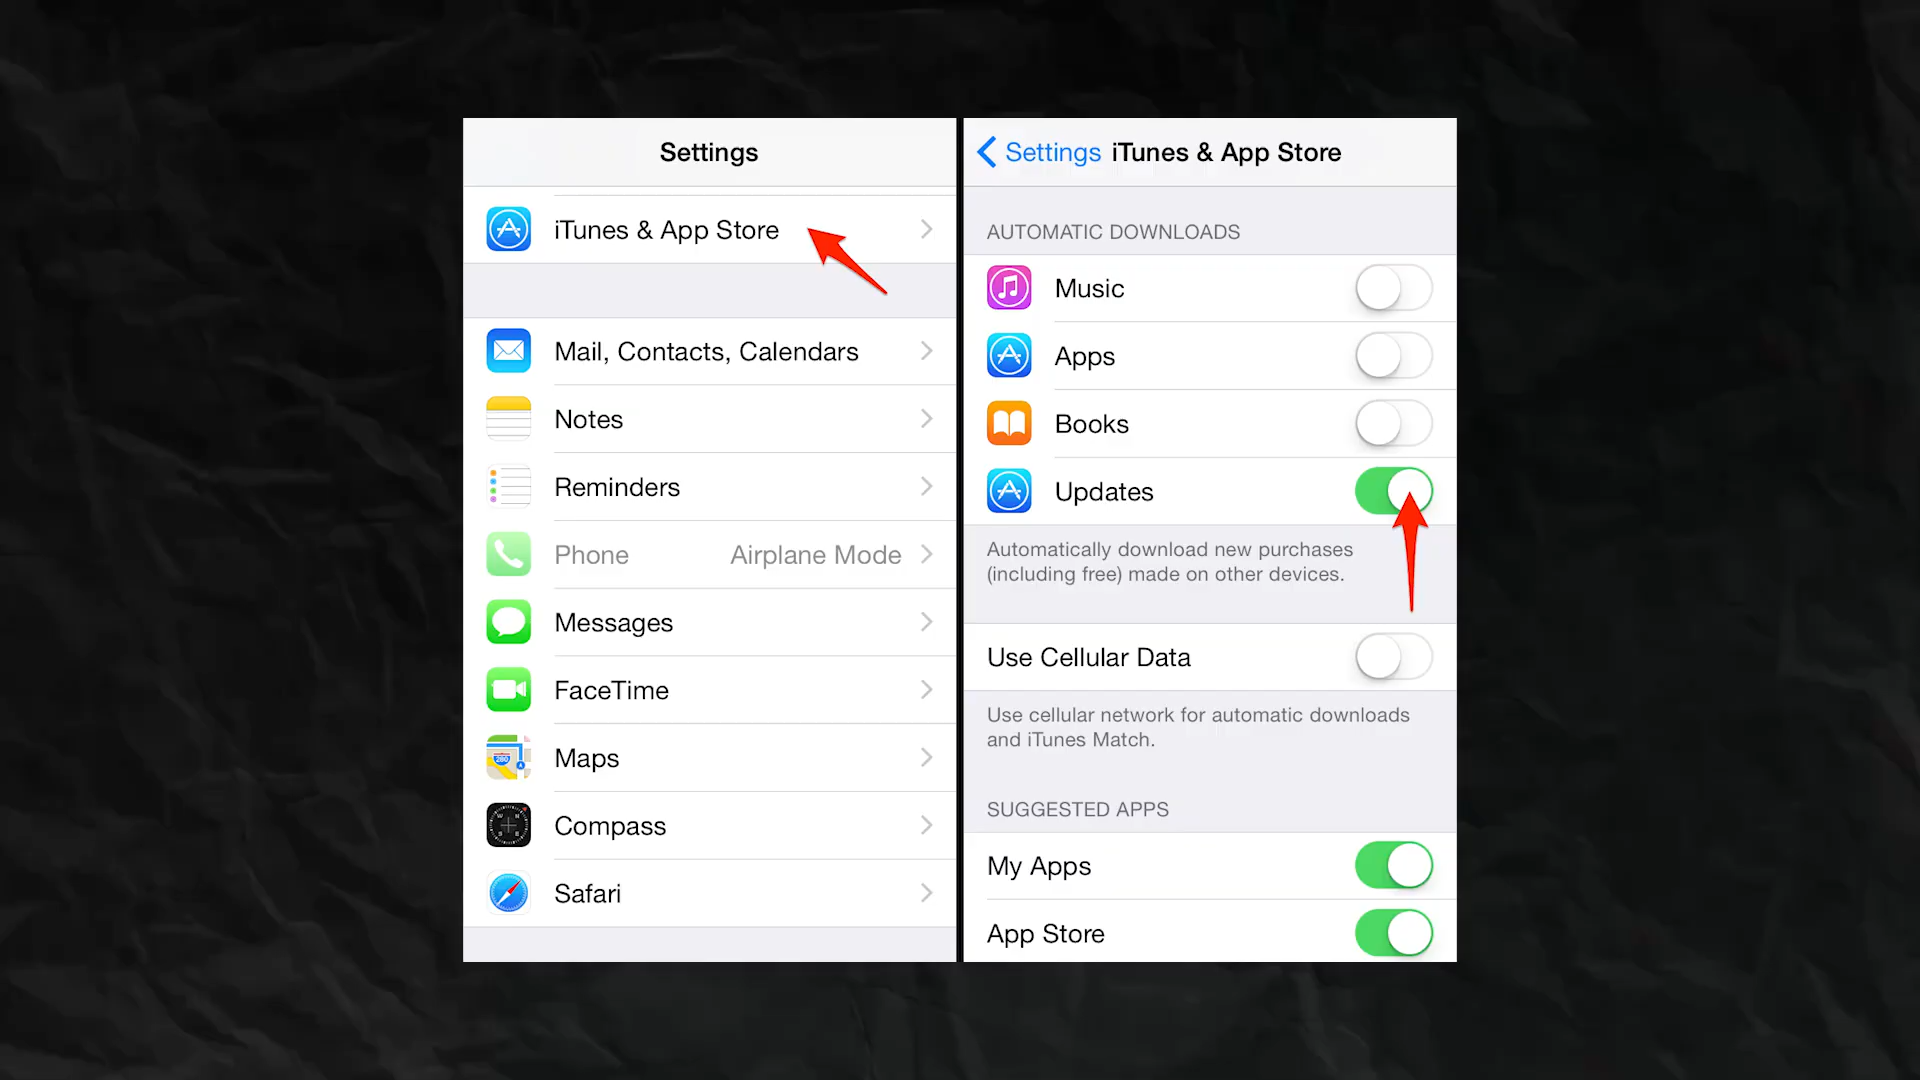 Settings
iTunes & App Store
Mail, Contacts, Calendars
Notes
Reminders
Phone Airplane Mode
Messages
FaceTime
Maps
280
Compass
Safari
Settings iTunes & App Store
AUTOMATIC DOWNLOADS
Music
Apps
Books
Updates
Automatically download new purchases
(including free) made on other devices.
Use Cellular Data
Use cellular network for automatic downloads
and iTunes Match.
SUGGESTED APPS
My Apps
App Store